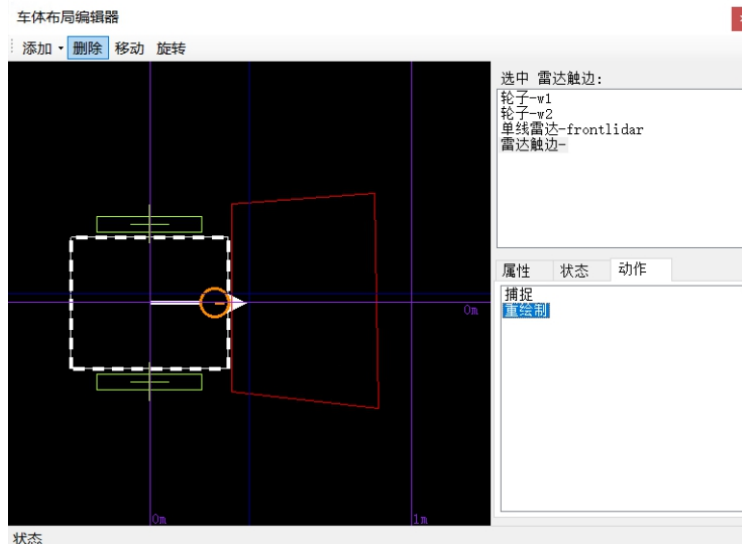 车体布局编辑器
添加 删除 移动 旋转
选中 雷达触边:
轮子-w1
轮子-w2
单线雷达-frontlidar
雷达触边-
属性 状态 动作
捕捉
重绘制
0m
0m 1m
状态